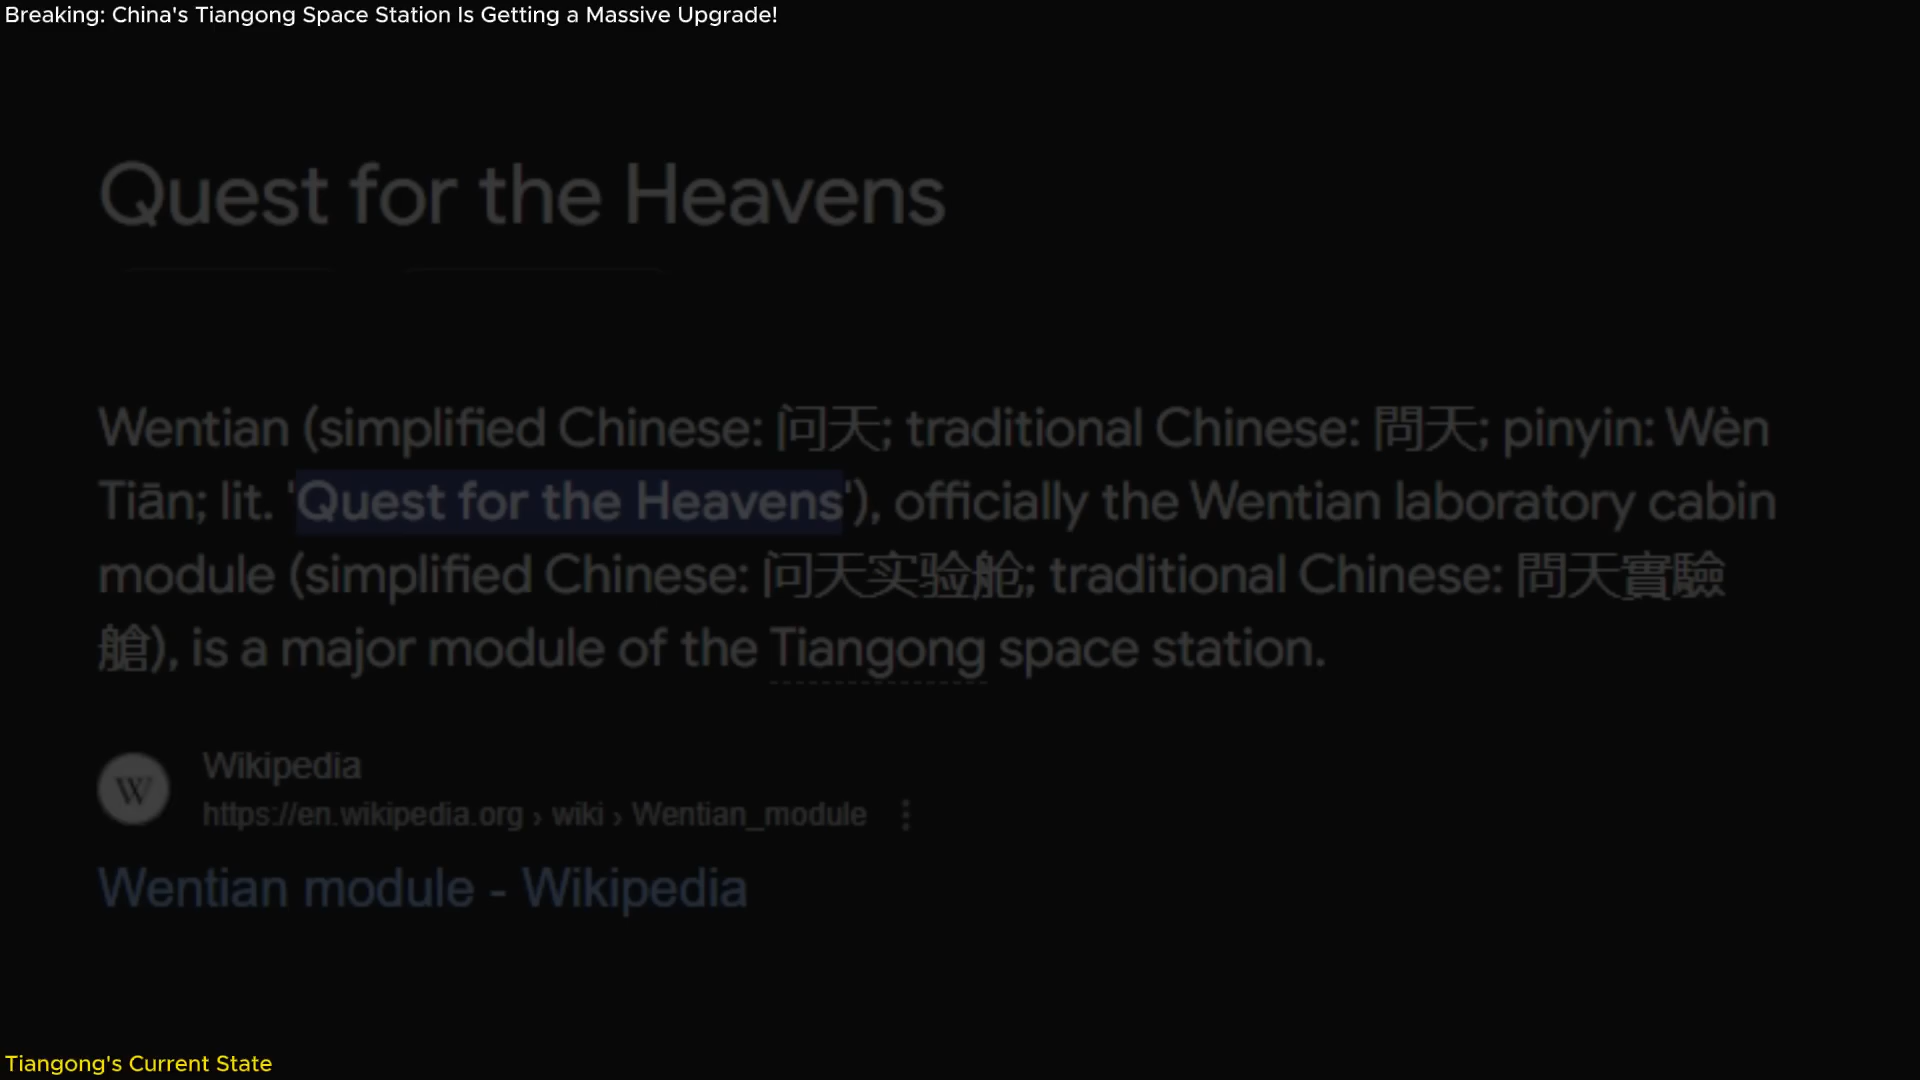 Breaking: China's Tiangong Space Station Is Getting a Massive Upgrade!
Quest for the Heavens
Wentian (simplified Chinese: 问天; traditional Chinese: 問天; pinyin: Wèn
Tiān; lit. 'Quest for the Heavens'), officially the Wentian laboratory cabin
module (simplified Chinese: 问天实验舱; traditional Chinese: 問天實驗
艙), is a major module of the Tiangong space station.
W
Wikipedia
https://en.wikipedia.org › wiki › Wentian_module
Wentian module - Wikipedia
Tiangong's Current State